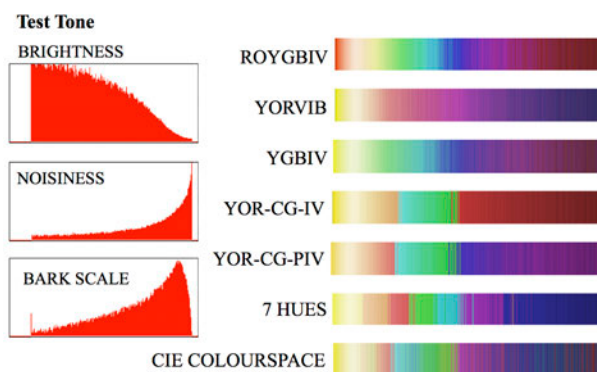 Test Tone
BRIGHTNESS
NOISINESS
BARK SCALE
ROYGBIV
YORVIB
YGBIV
YOR-CG-IV
YOR-CG-PIV
7 HUES
CIE COLOURSPACE